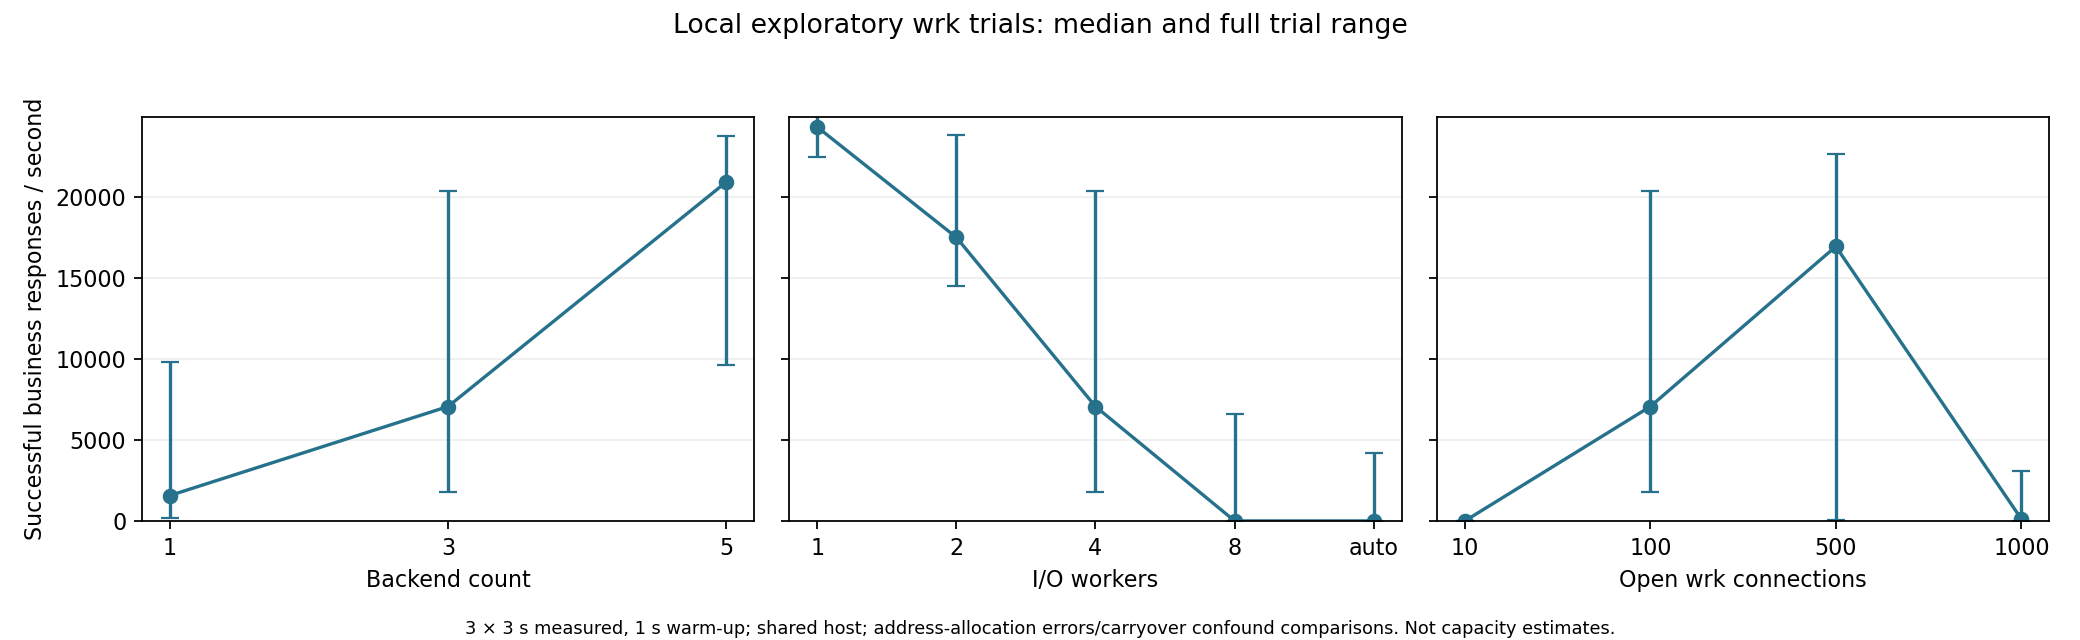 Local exploratory wrk trials: median and full trial range
Successful business responses / second
20000
15000
10000
5000
0
1 3 5
Backend count
1 2 4 8 auto
I/O workers
10 100 500 1000
Open wrk connections
3 × 3 s measured, 1 s warm-up; shared host; address-allocation errors/carryover confound comparisons. Not capacity estimates.